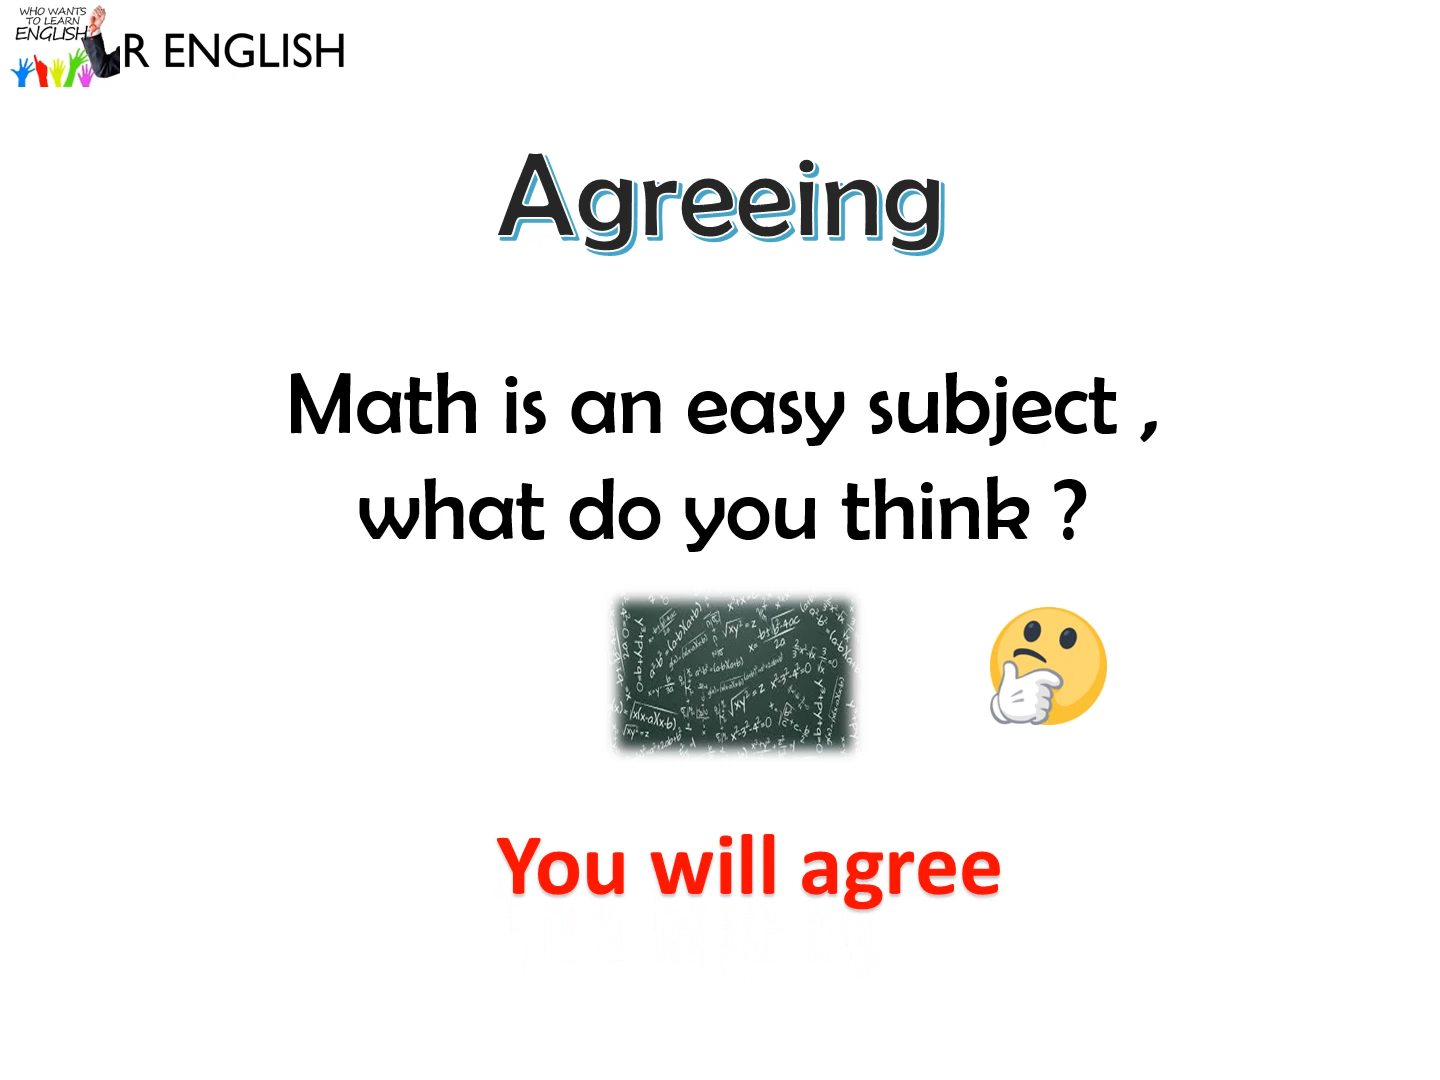 WHO WANTS
TO LEARN
ENGLISH?
R ENGLISH
Agreeing
Math is an easy subject ,
what do you think ?
You will agree